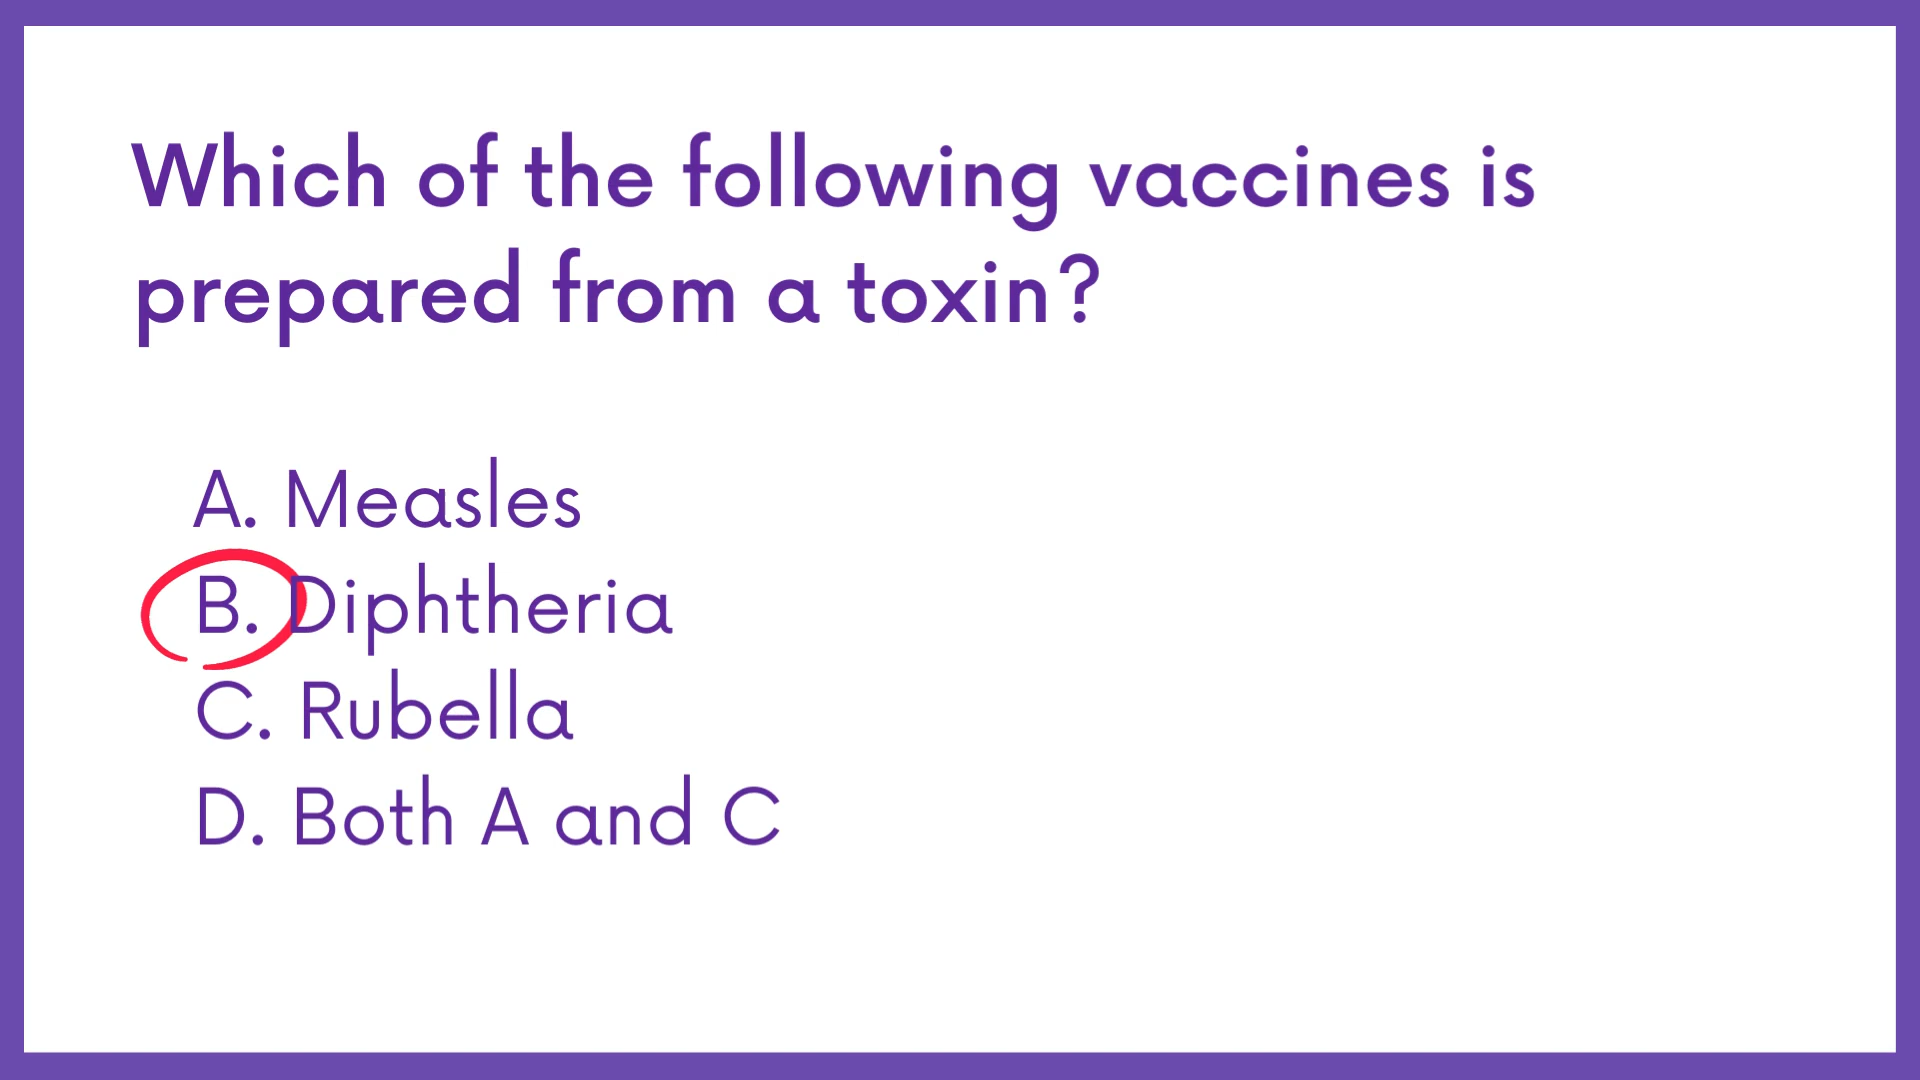 Which of the following vaccines is
prepared from a toxin?
A. Measles
B. Diphtheria
C. Rubella
D. Both A and C